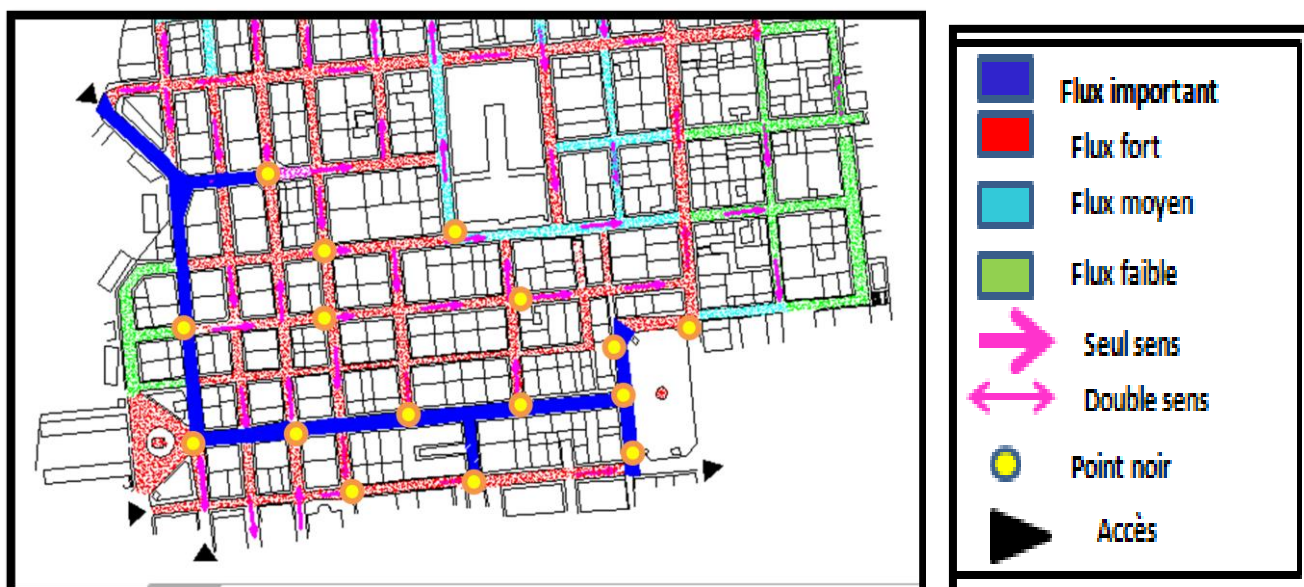 Flux important
Flux fort
Flux moyen
Flux faible
Seul sens
Double sens
Point noir
Accès